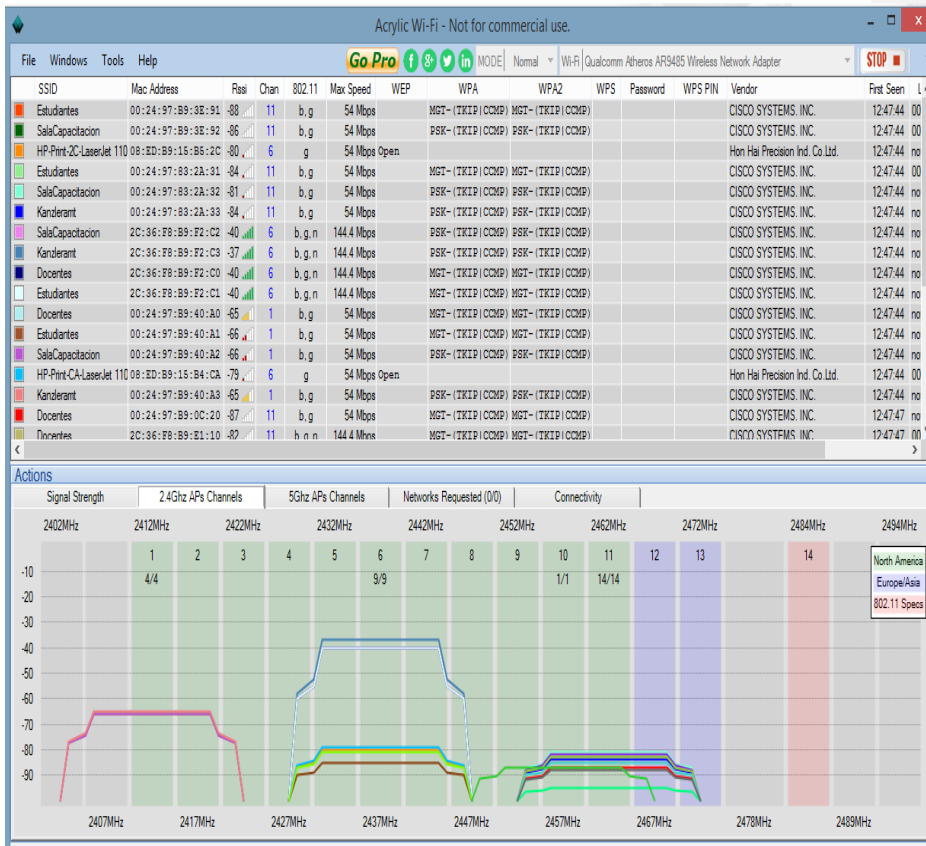 Acrylic Wi-Fi - Not for commercial use.
File Windows Tools Help Go Pro MODE Normal Wi-Fi Qualcomm Atheros AR9485 Wireless Network Adapter STOP
SSID Mac Address Rssi Chan 802.11 Max Speed WEP WPA WPA2 WPS Password WPS PIN Vendor First Seen L
Estudiantes 00:24:97:B9:3E:91 -88 11 b, g 54 Mbps MGT-(TKIP|CCMP) MGT-(TKIP|CCMP) CISCO SYSTEMS. INC. 12:47:44 00
SalaCapacitacion 00:24:97:B9:3E:92 -86 11 b, g 54 Mbps PSK-(TKIP|CCMP) PSK-(TKIP|CCMP) CISCO SYSTEMS. INC. 12:47:44 no
HP-Print-2C-LaserJet 110 08:ED:B9:15:B5:2C -80 6 g 54 Mbps Open Hon Hai Precision Ind. Co.Ltd. 12:47:44 no
Estudiantes 00:24:97:83:2A:31 -84 11 b, g 54 Mbps MGT-(TKIP|CCMP) MGT-(TKIP|CCMP) CISCO SYSTEMS. INC. 12:47:44 00
SalaCapacitacion 00:24:97:83:2A:32 -81 11 b, g 54 Mbps PSK-(TKIP|CCMP) PSK-(TKIP|CCMP) CISCO SYSTEMS. INC. 12:47:44 no
Kanzleramt 00:24:97:83:2A:33 -84 11 b, g 54 Mbps PSK-(TKIP|CCMP) PSK-(TKIP|CCMP) CISCO SYSTEMS. INC. 12:47:44 no
SalaCapacitacion 2C:36:F8:B9:F2:C2 -40 6 b, g, n 144.4 Mbps PSK-(TKIP|CCMP) PSK-(TKIP|CCMP) CISCO SYSTEMS. INC. 12:47:44 no
Kanzleramt 2C:36:F8:B9:F2:C3 -37 6 b, g, n 144.4 Mbps PSK-(TKIP|CCMP) PSK-(TKIP|CCMP) CISCO SYSTEMS. INC. 12:47:44 no
Docentes 2C:36:F8:B9:F2:C0 -40 6 b, g, n 144.4 Mbps MGT-(TKIP|CCMP) MGT-(TKIP|CCMP) CISCO SYSTEMS. INC. 12:47:44 no
Estudiantes 2C:36:F8:B9:F2:C1 -40 6 b, g, n 144.4 Mbps MGT-(TKIP|CCMP) MGT-(TKIP|CCMP) CISCO SYSTEMS. INC. 12:47:44 no
Docentes 00:24:97:B9:40:A0 -65 1 b, g 54 Mbps MGT-(TKIP|CCMP) MGT-(TKIP|CCMP) CISCO SYSTEMS. INC. 12:47:44 no
Estudiantes 00:24:97:B9:40:A1 -66 1 b, g 54 Mbps MGT-(TKIP|CCMP) MGT-(TKIP|CCMP) CISCO SYSTEMS. INC. 12:47:44 no
SalaCapacitacion 00:24:97:B9:40:A2 -66 1 b, g 54 Mbps PSK-(TKIP|CCMP) PSK-(TKIP|CCMP) CISCO SYSTEMS. INC. 12:47:44 no
HP-Print-CA-LaserJet 110 08:ED:B9:15:B4:CA -79 6 g 54 Mbps Open Hon Hai Precision Ind. Co.Ltd. 12:47:44 00
Kanzleramt 00:24:97:B9:40:A3 -65 1 b, g 54 Mbps PSK-(TKIP|CCMP) PSK-(TKIP|CCMP) CISCO SYSTEMS. INC. 12:47:44 no
Docentes 00:24:97:B9:0C:20 -87 11 b, g 54 Mbps MGT-(TKIP|CCMP) MGT-(TKIP|CCMP) CISCO SYSTEMS. INC. 12:47:47 no
Docentes 2C:36:F8:B9:E1:10 -82 11 b, g, n 144.4 Mbps MGT-(TKIP|CCMP) MGT-(TKIP|CCMP) CISCO SYSTEMS. INC. 12:47:47 00
Actions
Signal Strength 2.4Ghz APs Channels 5Ghz APs Channels Networks Requested (0/0) Connectivity
2402MHz 2412MHz 2422MHz 2432MHz 2442MHz 2452MHz 2462MHz 2472MHz 2484MHz 2494MHz
1 2 3 4 5 6 7 8 9 10 11 12 13 14
4/4 9/9 1/1 14/14
North America
Europe/Asia
802.11 Specs
-10
-20
-30
-40
-50
-60
-70
-80
-90
2407MHz 2417MHz 2427MHz 2437MHz 2447MHz 2457MHz 2467MHz 2478MHz 2489MHz